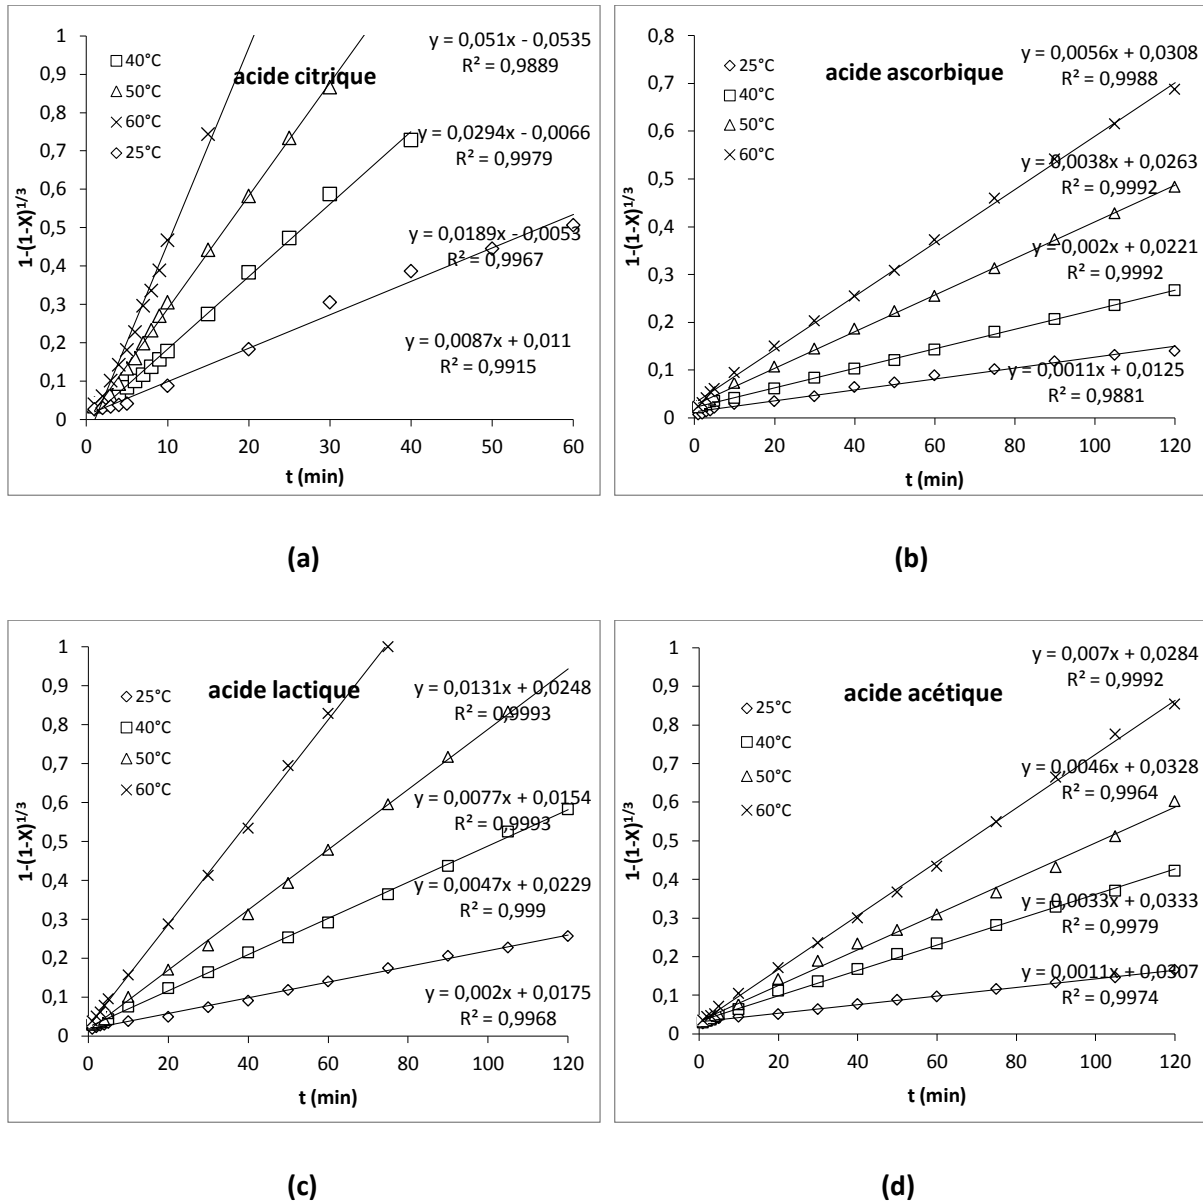 acide citrique
40°C
50°C
60°C
25°C
y = 0,051x - 0,0535
R² = 0,9889
y = 0,0294x - 0,0066
R² = 0,9979
y = 0,0189x - 0,0053
R² = 0,9967
y = 0,0087x + 0,011
R² = 0,9915
1-(1-X)^1/3
1
0,9
0,8
0,7
0,6
0,5
0,4
0,3
0,2
0,1
0
0 10 20 30 40 50 60
t (min)
(a)
acide ascorbique
25°C
40°C
50°C
60°C
y = 0,0056x + 0,0308
R² = 0,9988
y = 0,0038x + 0,0263
R² = 0,9992
y = 0,002x + 0,0221
R² = 0,9992
y = 0,0011x + 0,0125
R² = 0,9881
1-(1-X)^1/3
0,8
0,7
0,6
0,5
0,4
0,3
0,2
0,1
0
0 20 40 60 80 100 120
t (min)
(b)
acide lactique
25°C
40°C
50°C
60°C
y = 0,0131x + 0,0248
R² = 0,9993
y = 0,0077x + 0,0154
R² = 0,9993
y = 0,0047x + 0,0229
R² = 0,999
y = 0,002x + 0,0175
R² = 0,9968
1-(1-X)^1/3
1
0,9
0,8
0,7
0,6
0,5
0,4
0,3
0,2
0,1
0
0 20 40 60 80 100 120
t (min)
(c)
acide acétique
25°C
40°C
50°C
60°C
y = 0,007x + 0,0284
R² = 0,9992
y = 0,0046x + 0,0328
R² = 0,9964
y = 0,0033x + 0,0333
R² = 0,9979
y = 0,0011x + 0,0307
R² = 0,9974
1-(1-X)^1/3
1
0,9
0,8
0,7
0,6
0,5
0,4
0,3
0,2
0,1
0
0 20 40 60 80 100 120
t (min)
(d)